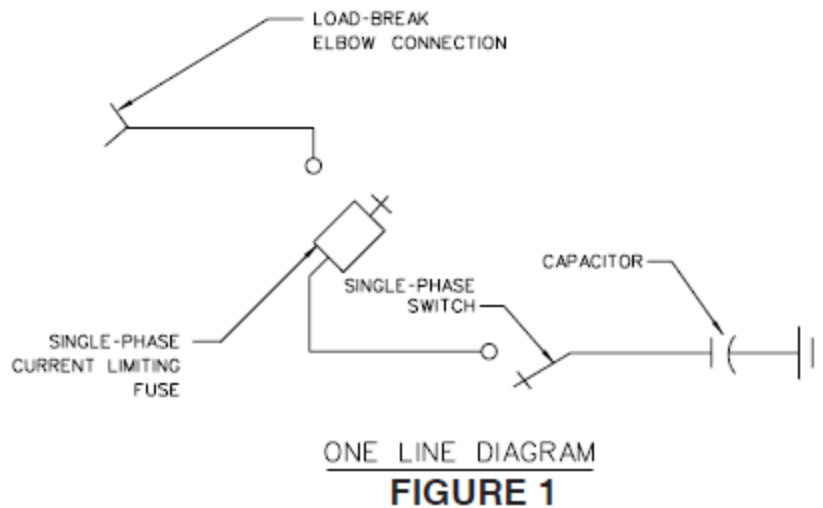 LOAD-BREAK
ELBOW CONNECTION
CAPACITOR
SINGLE-PHASE
SWITCH
SINGLE-PHASE
CURRENT LIMITING
FUSE
ONE LINE DIAGRAM
FIGURE 1